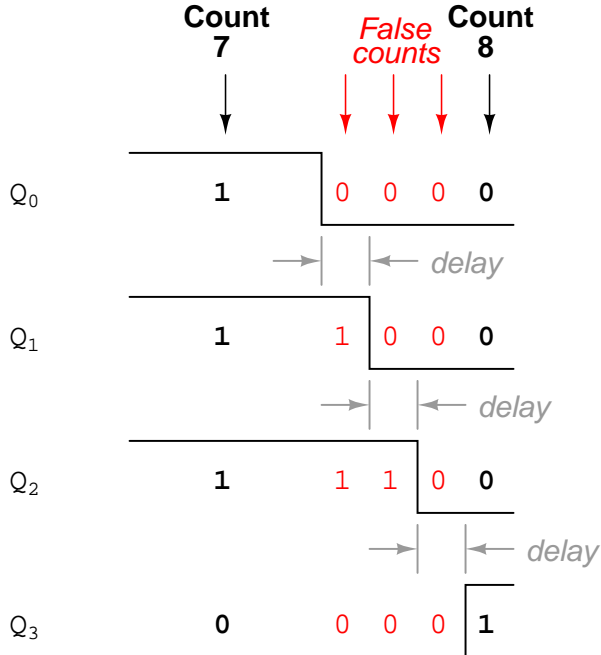 Count 7
False counts
Count 8
Q0 1 0 0 0 0
delay
Q1 1 1 0 0 0
delay
Q2 1 1 1 0 0
delay
Q3 0 0 0 0 1